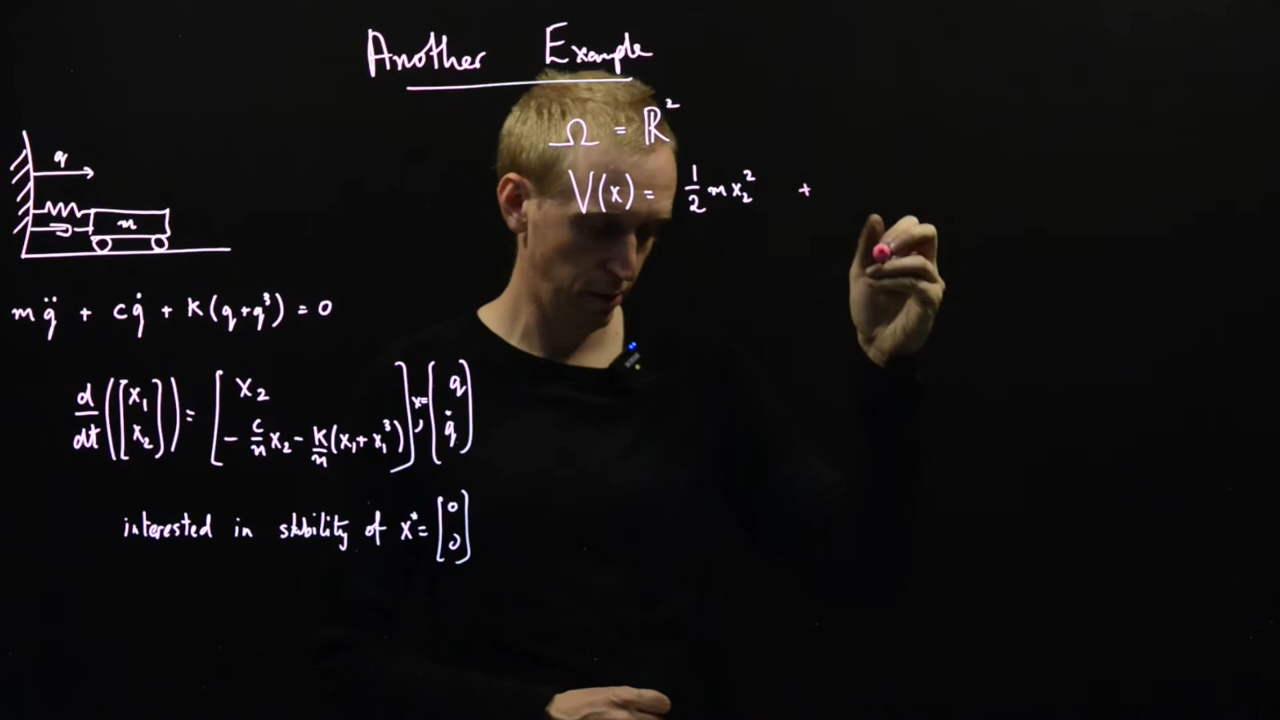 Another Example
Ω = ℝ²
V(x) = ½ m x₂² +
q
m
m q̈ + c q̇ + k(q+q³) = 0
d/dt([x₁ x₂]) = [x₂ -c/m x₂ - k/m (x₁+x₁³)], x = [q q̇]
interested in stability of x* = [0 0]